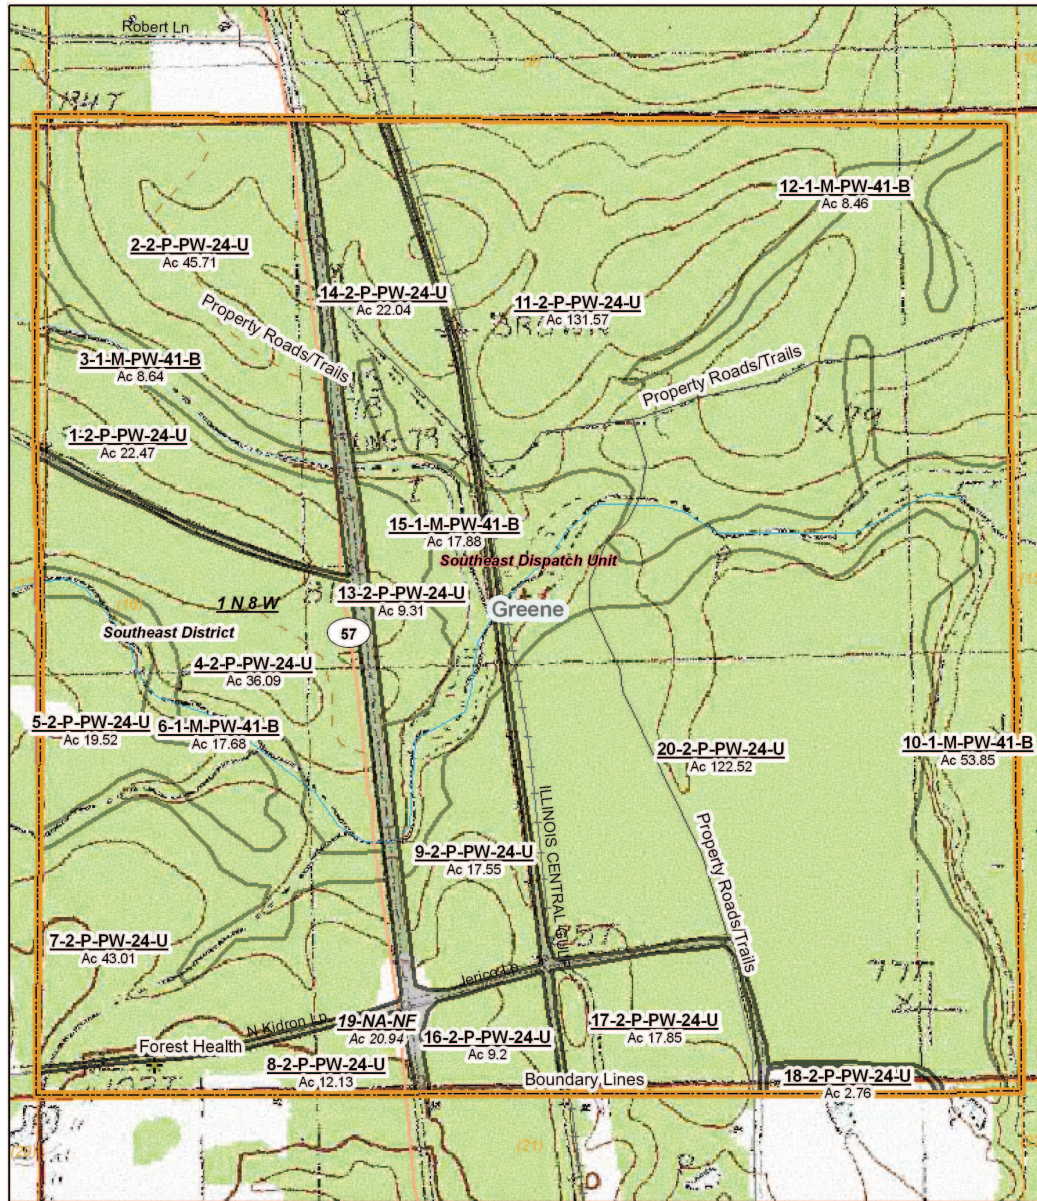 Robert Ln
(9)
12-1-M-PW-41-B
Ac 8.46
2-2-P-PW-24-U
Ac 45.71
14-2-P-PW-24-U
Ac 22.04
11-2-P-PW-24-U
Ac 131.57
Property Roads/Trails
3-1-M-PW-41-B
Ac 8.64
Property Roads/Trails
1-2-P-PW-24-U
Ac 22.47
15-1-M-PW-41-B
Ac 17.88
Southeast Dispatch Unit
13-2-P-PW-24-U
Ac 9.31
Greene
(16)
1 N 8 W
57
Southeast District
4-2-P-PW-24-U
Ac 36.09
5-2-P-PW-24-U
Ac 19.52
6-1-M-PW-41-B
Ac 17.68
20-2-P-PW-24-U
Ac 122.52
10-1-M-PW-41-B
Ac 53.85
ILLINOIS CENTRAL GULF
9-2-P-PW-24-U
Ac 17.55
Property Roads/Trails
7-2-P-PW-24-U
Ac 43.01
Jerico Lp
N Kidron Lp
19-NA-NF
Ac 20.94
17-2-P-PW-24-U
Ac 17.85
16-2-P-PW-24-U
Ac 9.2
Forest Health
8-2-P-PW-24-U
Ac 12.13
Boundary Lines
18-2-P-PW-24-U
Ac 2.76
(21)